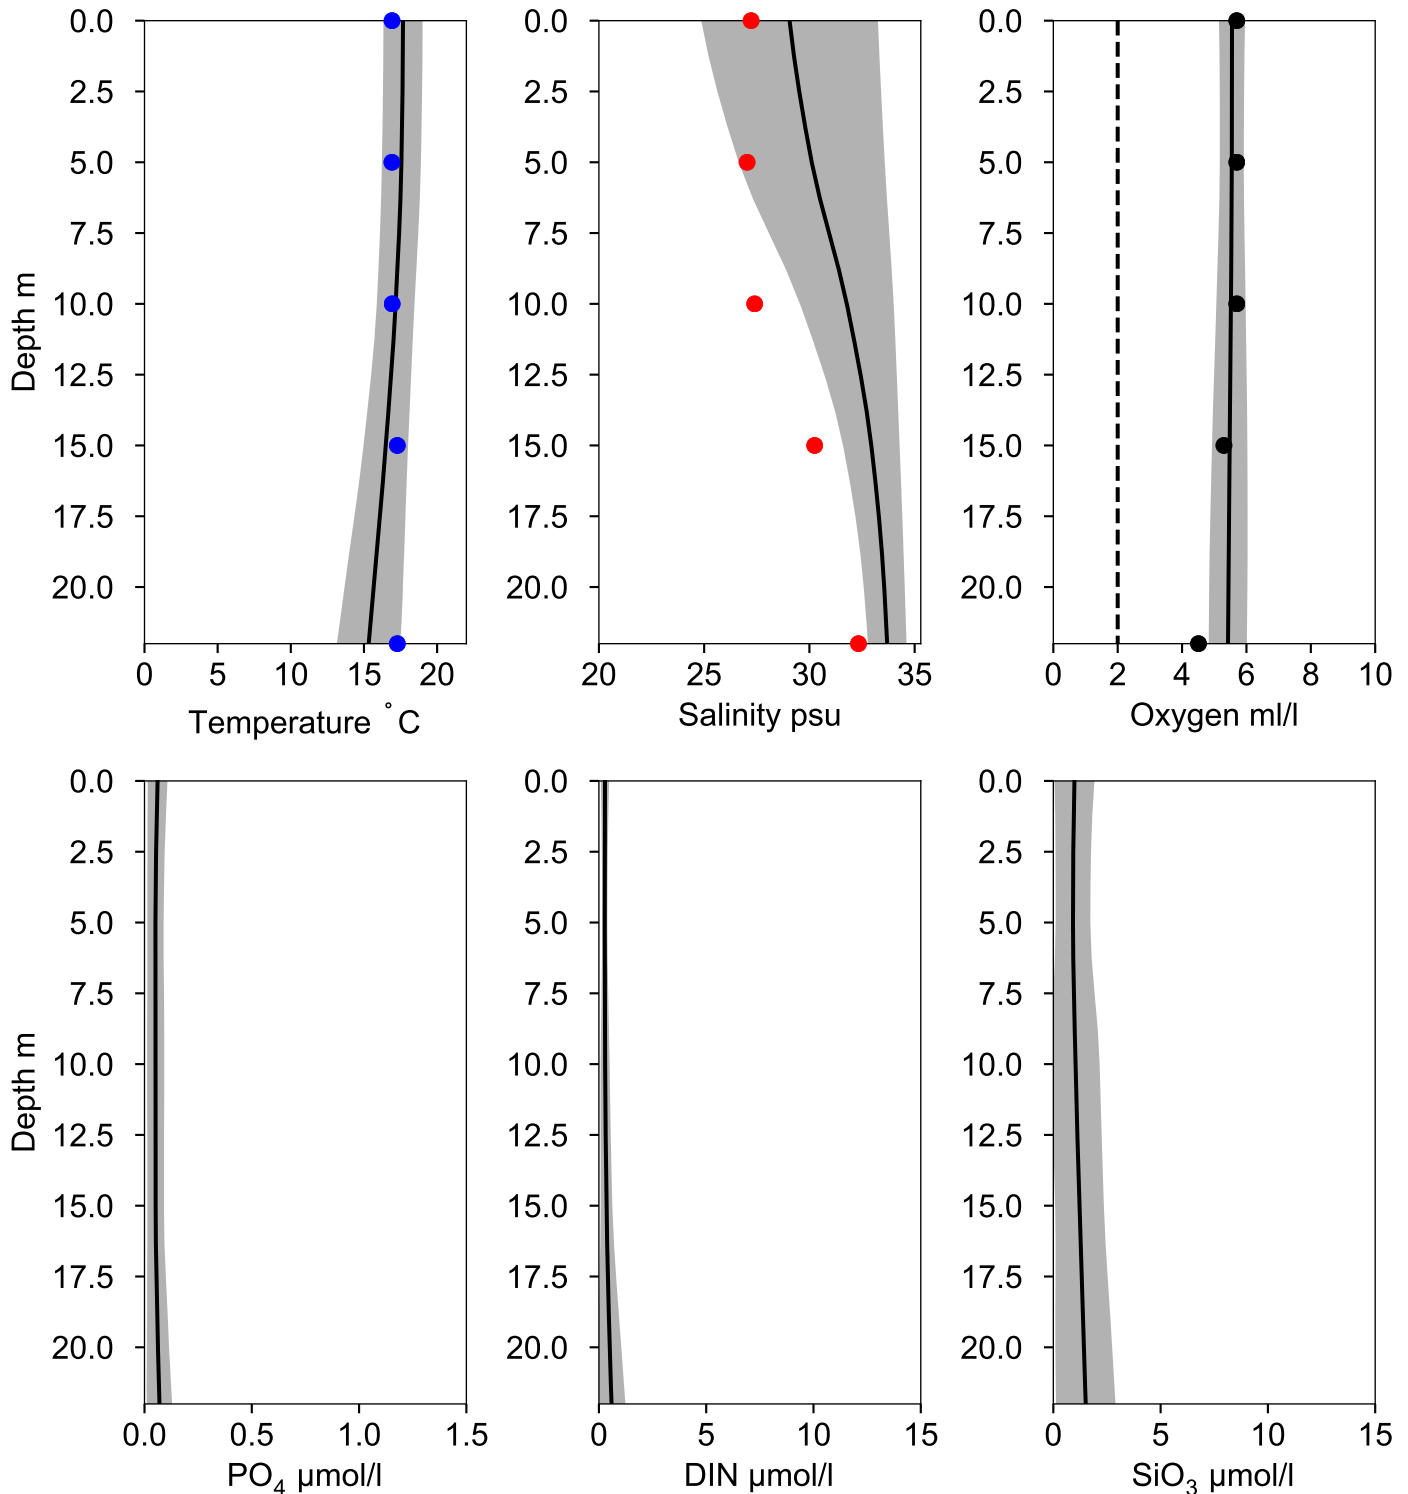 0.0 0.0 0.0
2.5 2.5 2.5
5.0 5.0 5.0
7.5 7.5 7.5
10.0 10.0 10.0
12.5 12.5 12.5
15.0 15.0 15.0
17.5 17.5 17.5
20.0 20.0 20.0
Depth m
0 5 10 15 20 20 25 30 35 0 2 4 6 8 10
Temperature °C Salinity psu Oxygen ml/l
0.0 0.0 0.0
2.5 2.5 2.5
5.0 5.0 5.0
7.5 7.5 7.5
10.0 10.0 10.0
12.5 12.5 12.5
15.0 15.0 15.0
17.5 17.5 17.5
20.0 20.0 20.0
Depth m
0.0 0.5 1.0 1.5 0 5 10 15 0 5 10 15
PO₄ µmol/l DIN µmol/l SiO₃ µmol/l